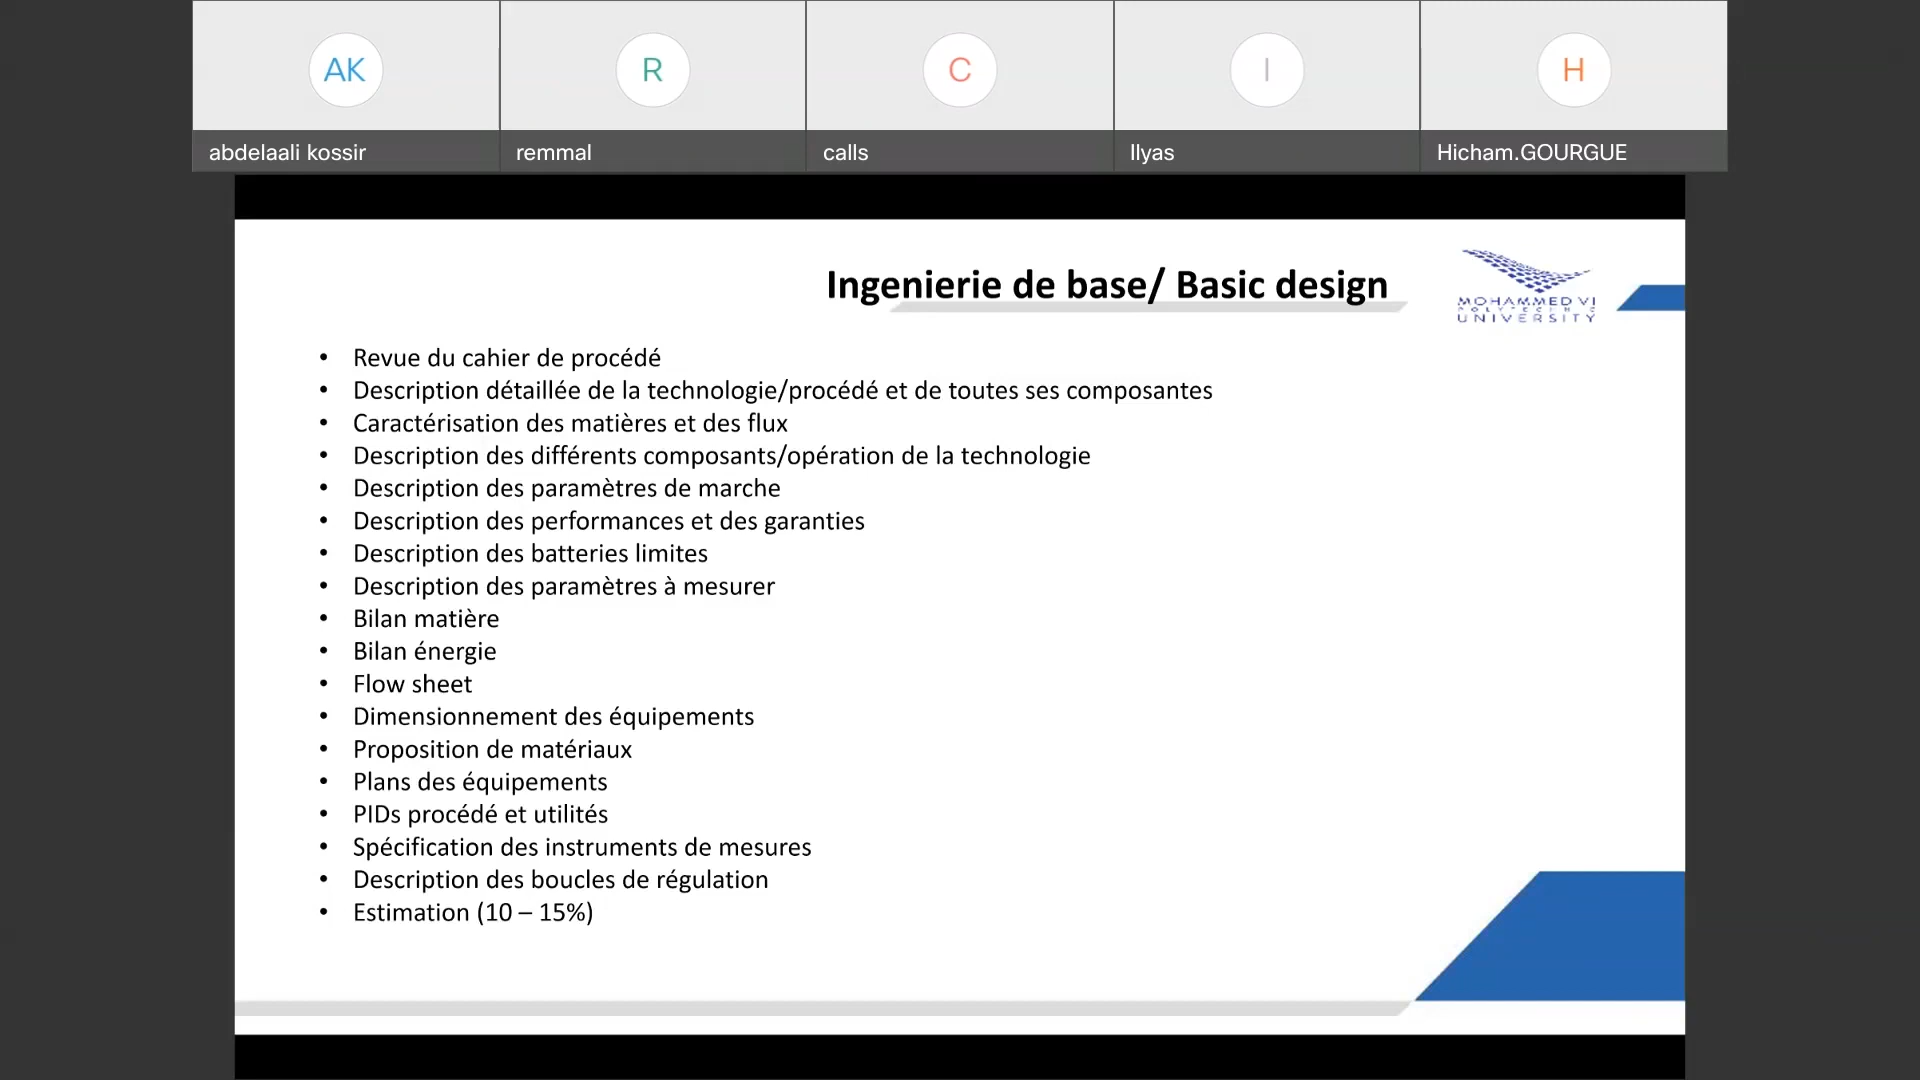 AK
R
C
I
H
abdelaali kossir
remmal
calls
Ilyas
Hicham.GOURGUE
Ingenierie de base/ Basic design
MOHAMMED VI
POLYTECHNIC
UNIVERSITY
• Revue du cahier de procédé
• Description détaillée de la technologie/procédé et de toutes ses composantes
• Caractérisation des matières et des flux
• Description des différents composants/opération de la technologie
• Description des paramètres de marche
• Description des performances et des garanties
• Description des batteries limites
• Description des paramètres à mesurer
• Bilan matière
• Bilan énergie
• Flow sheet
• Dimensionnement des équipements
• Proposition de matériaux
• Plans des équipements
• PIDs procédé et utilités
• Spécification des instruments de mesures
• Description des boucles de régulation
• Estimation (10 – 15%)